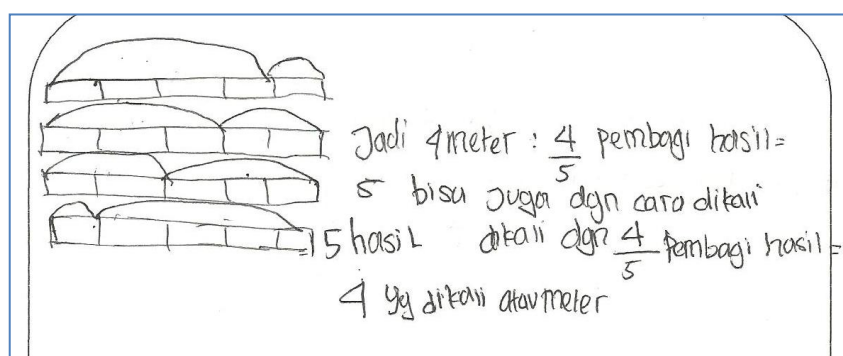 Jadi 4 meter : 4/5 pembagi hasil =
5 bisa juga dgn cara dikali
= 5 hasil dikali dgn 4/5 pembagi hasil =
4 yg dikali atau meter